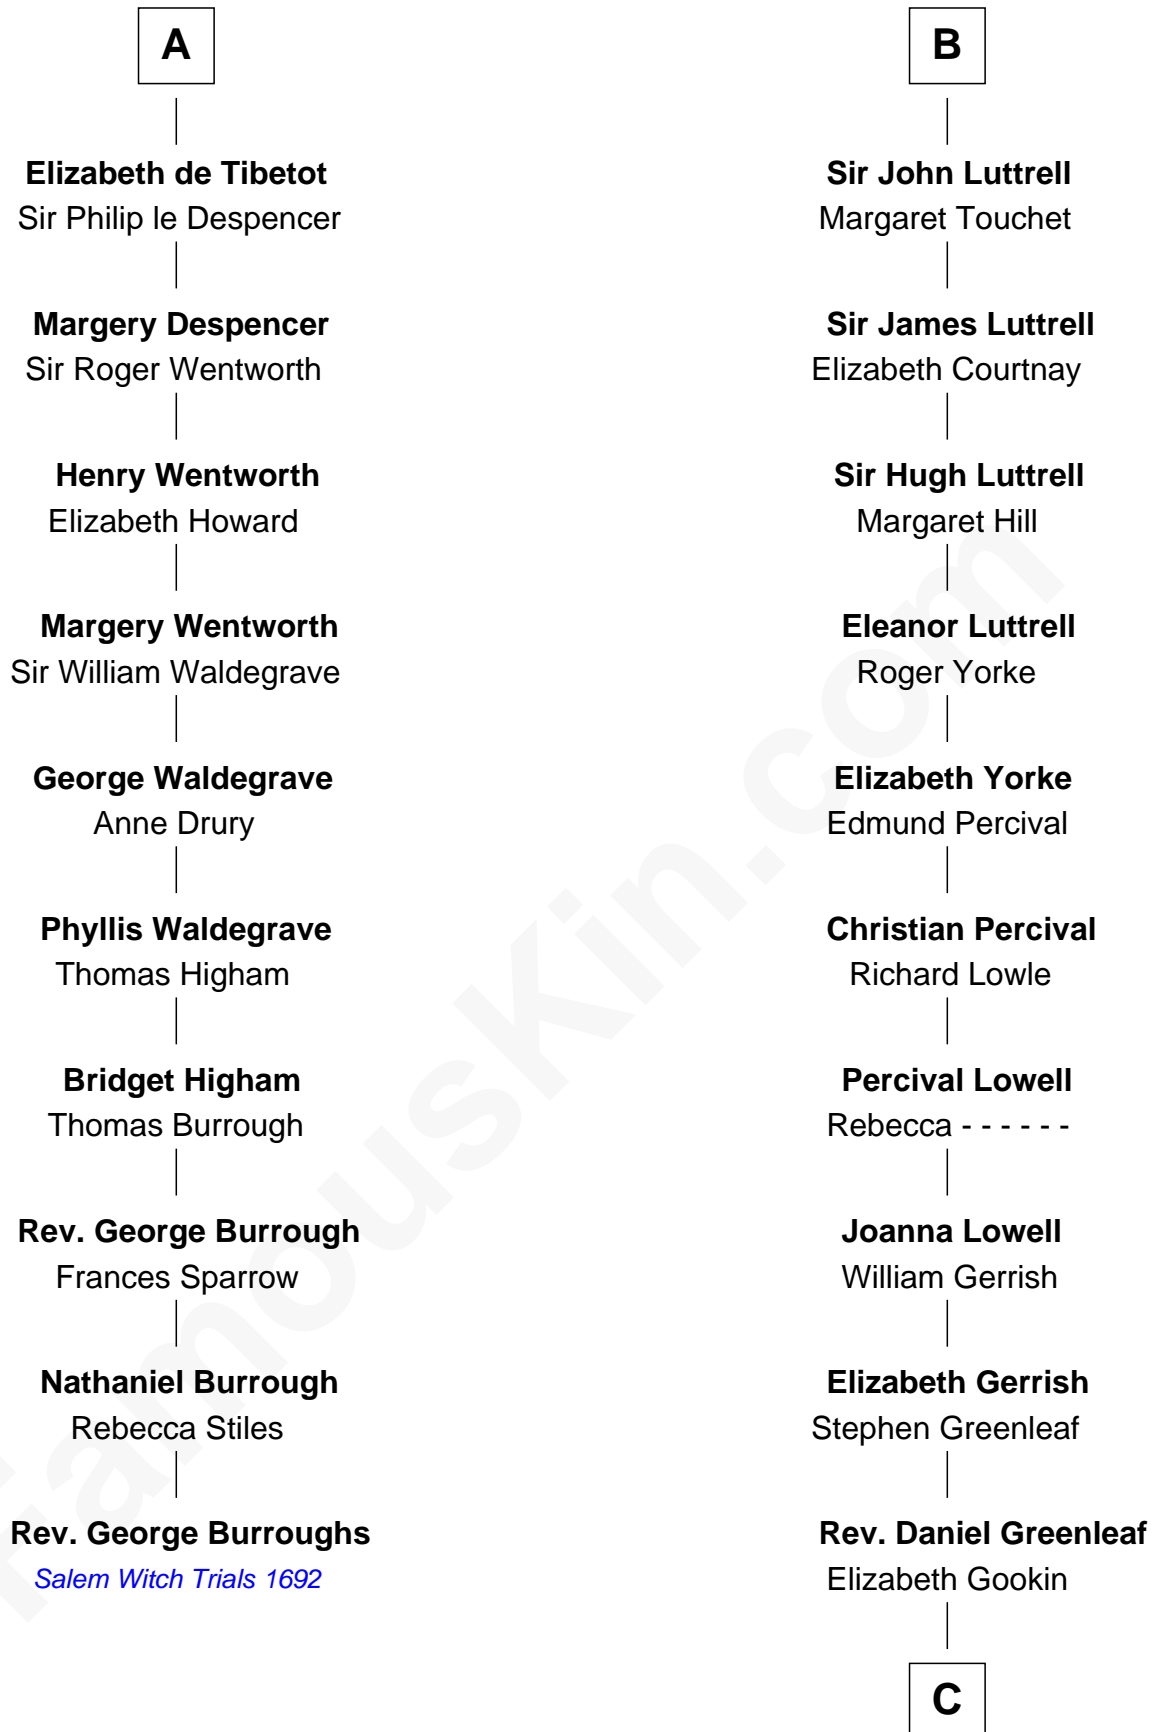 A
Elizabeth de Tibetot
Sir Philip le Despencer
Margery Despencer
Sir Roger Wentworth
Henry Wentworth
Elizabeth Howard
Margery Wentworth
Sir William Waldegrave
George Waldegrave
Anne Drury
Phyllis Waldegrave
Thomas Higham
Bridget Higham
Thomas Burrough
Rev. George Burrough
Frances Sparrow
Nathaniel Burrough
Rebecca Stiles
Rev. George Burroughs
Salem Witch Trials 1692
B
Sir John Luttrell
Margaret Touchet
Sir James Luttrell
Elizabeth Courtnay
Sir Hugh Luttrell
Margaret Hill
Eleanor Luttrell
Roger Yorke
Elizabeth Yorke
Edmund Percival
Christian Percival
Richard Lowle
Percival Lowell
Rebecca - - - - - -
Joanna Lowell
William Gerrish
Elizabeth Gerrish
Stephen Greenleaf
Rev. Daniel Greenleaf
Elizabeth Gookin
C
famouskin.com